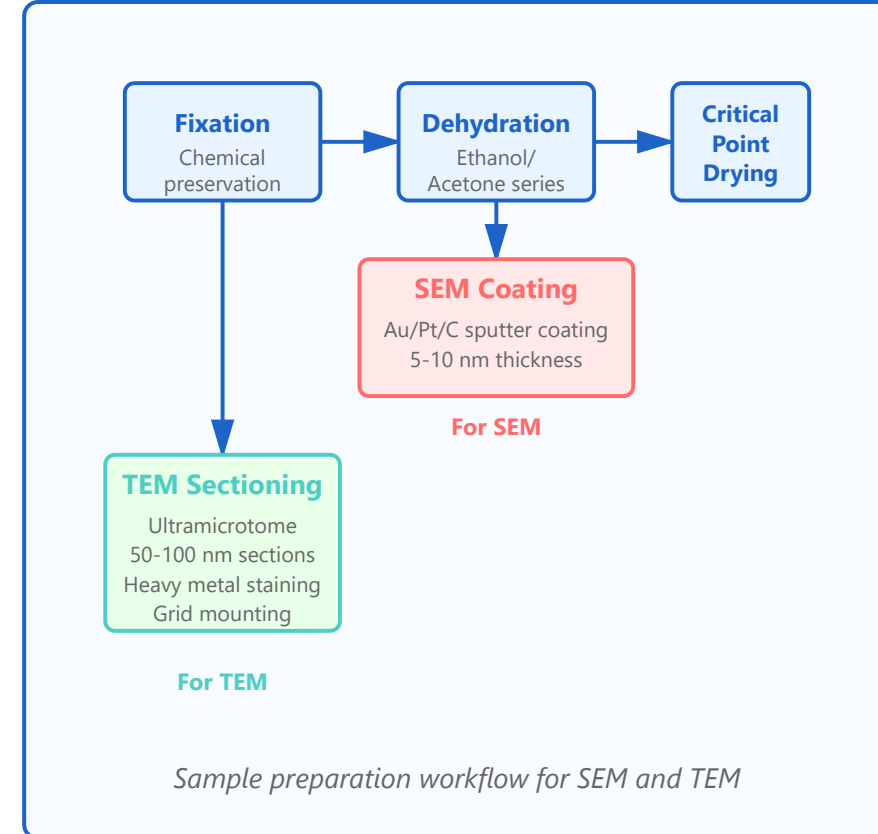 Fixation
Chemical
preservation
Dehydration
Ethanol/
Acetone series
Critical
Point
Drying
SEM Coating
Au/Pt/C sputter coating
5-10 nm thickness
For SEM
TEM Sectioning
Ultramicrotome
50-100 nm sections
Heavy metal staining
Grid mounting
For TEM
Sample preparation workflow for SEM and TEM